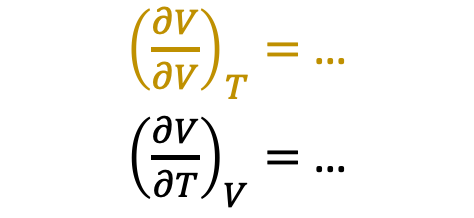 (∂V/∂V)_T = ...
(∂V/∂T)_V = ...